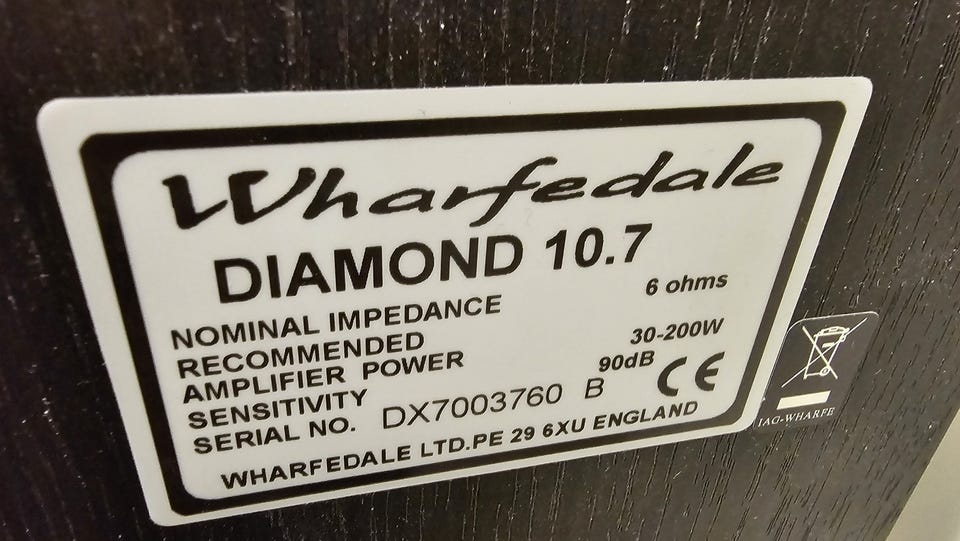 Wharfedale
DIAMOND 10.7
NOMINAL IMPEDANCE 6 ohms
RECOMMENDED
AMPLIFIER POWER 30-200W
SENSITIVITY 90dB CE
SERIAL NO. DX7003760 B
WHARFEDALE LTD.PE 29 6XU ENGLAND
IAG-WHARFE